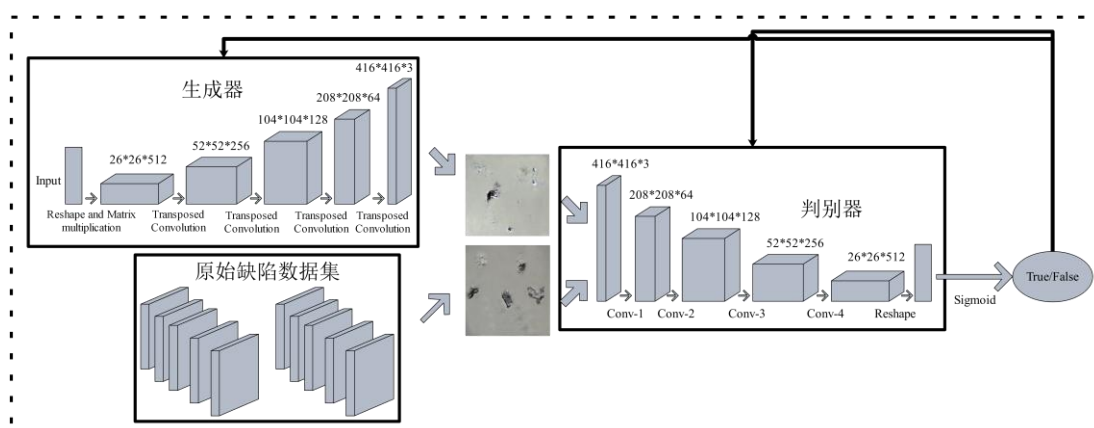 生成器
416*416*3
208*208*64
104*104*128
52*52*256
26*26*512
Input
Reshape and Matrix
multiplication
Transposed
Convolution
Transposed
Convolution
Transposed
Convolution
Transposed
Convolution
原始缺陷数据集
判别器
416*416*3
208*208*64
104*104*128
52*52*256
26*26*512
Conv-1
Conv-2
Conv-3
Conv-4
Reshape
Sigmoid
True/False